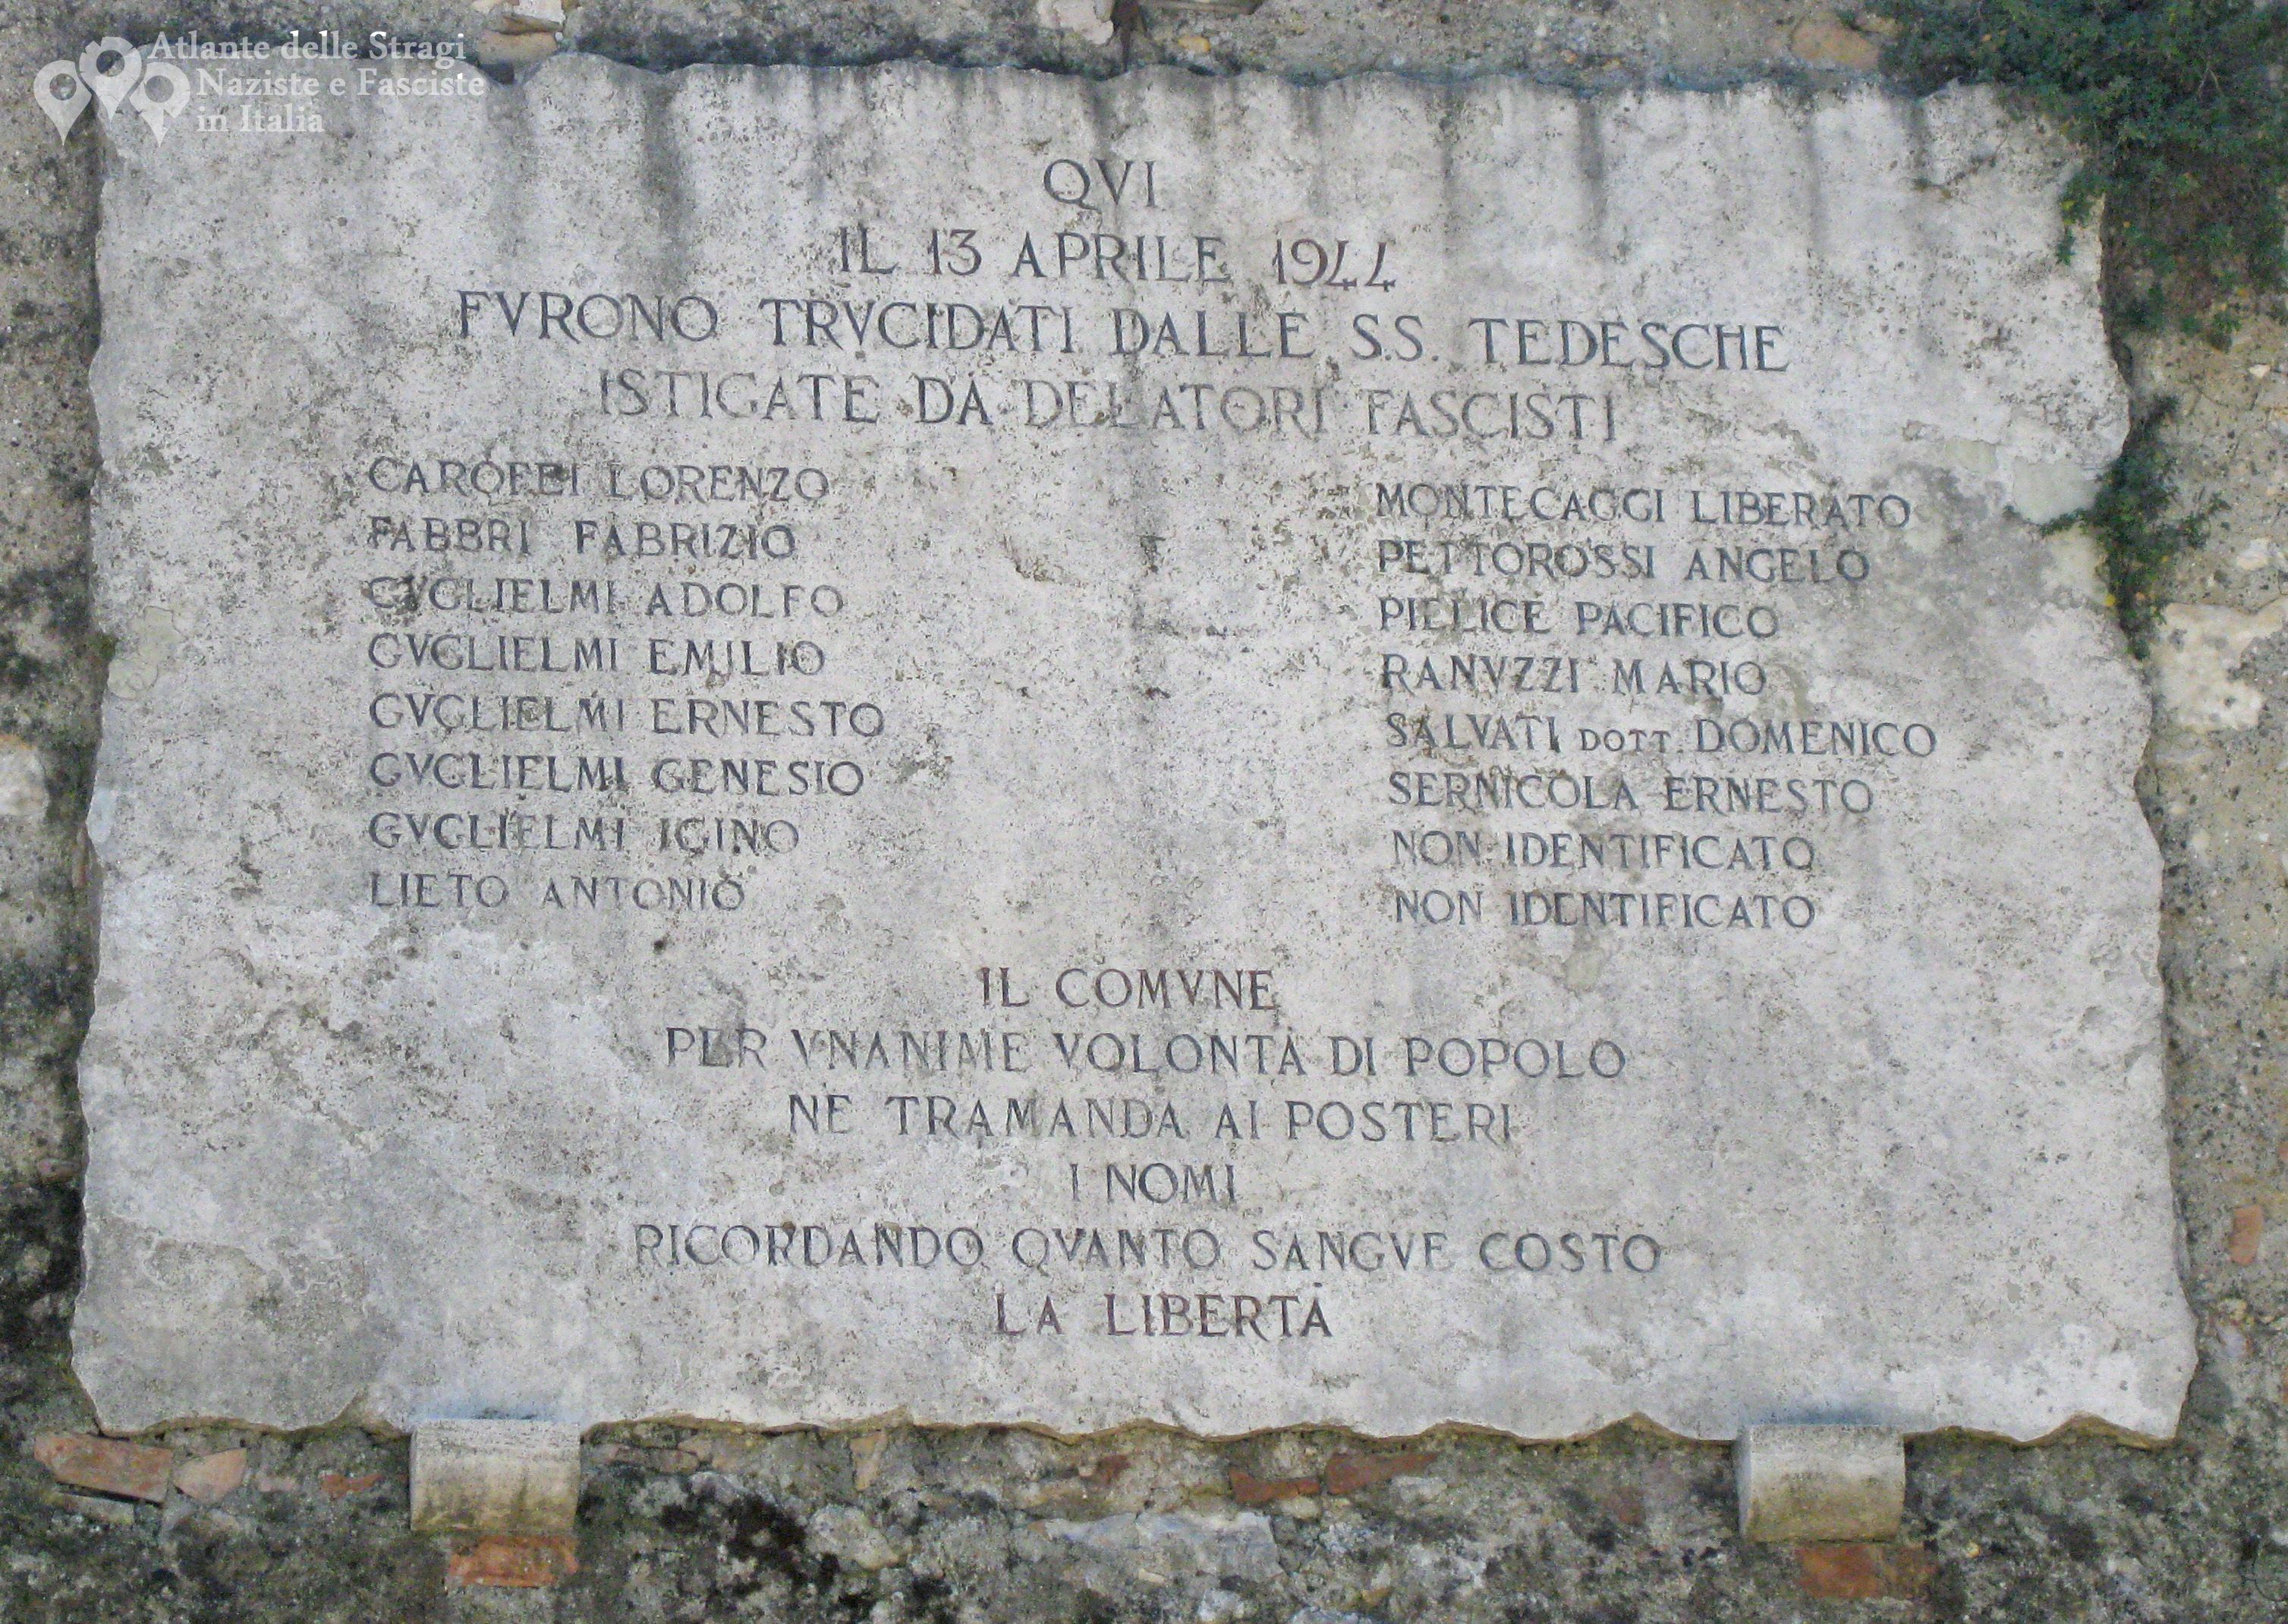 Atlante delle Stragi
Naziste e Fasciste
in Italia
QVI
IL 13 APRILE 1944
FVRONO TRVCIDATI DALLE S.S. TEDESCHE
ISTIGATE DA DELATORI FASCISTI
CAROFEI LORENZO
FABBRI FABRIZIO
GVGLIELMI ADOLFO
GVGLIELMI EMILIO
GVGLIELMI ERNESTO
GVGLIELMI GENESIO
GVGLIELMI IGINO
LIETO ANTONIO
MONTECAGGI LIBERATO
PETTOROSSI ANGELO
PIELICE PACIFICO
RANVZZI MARIO
SALVATI DOTT. DOMENICO
SERNICOLA ERNESTO
NON IDENTIFICATO
NON IDENTIFICATO
IL COMVNE
PER VNANIME VOLONTÀ DI POPOLO
NE TRAMANDA AI POSTERI
I NOMI
RICORDANDO QVANTO SANGVE COSTO
LA LIBERTÀ